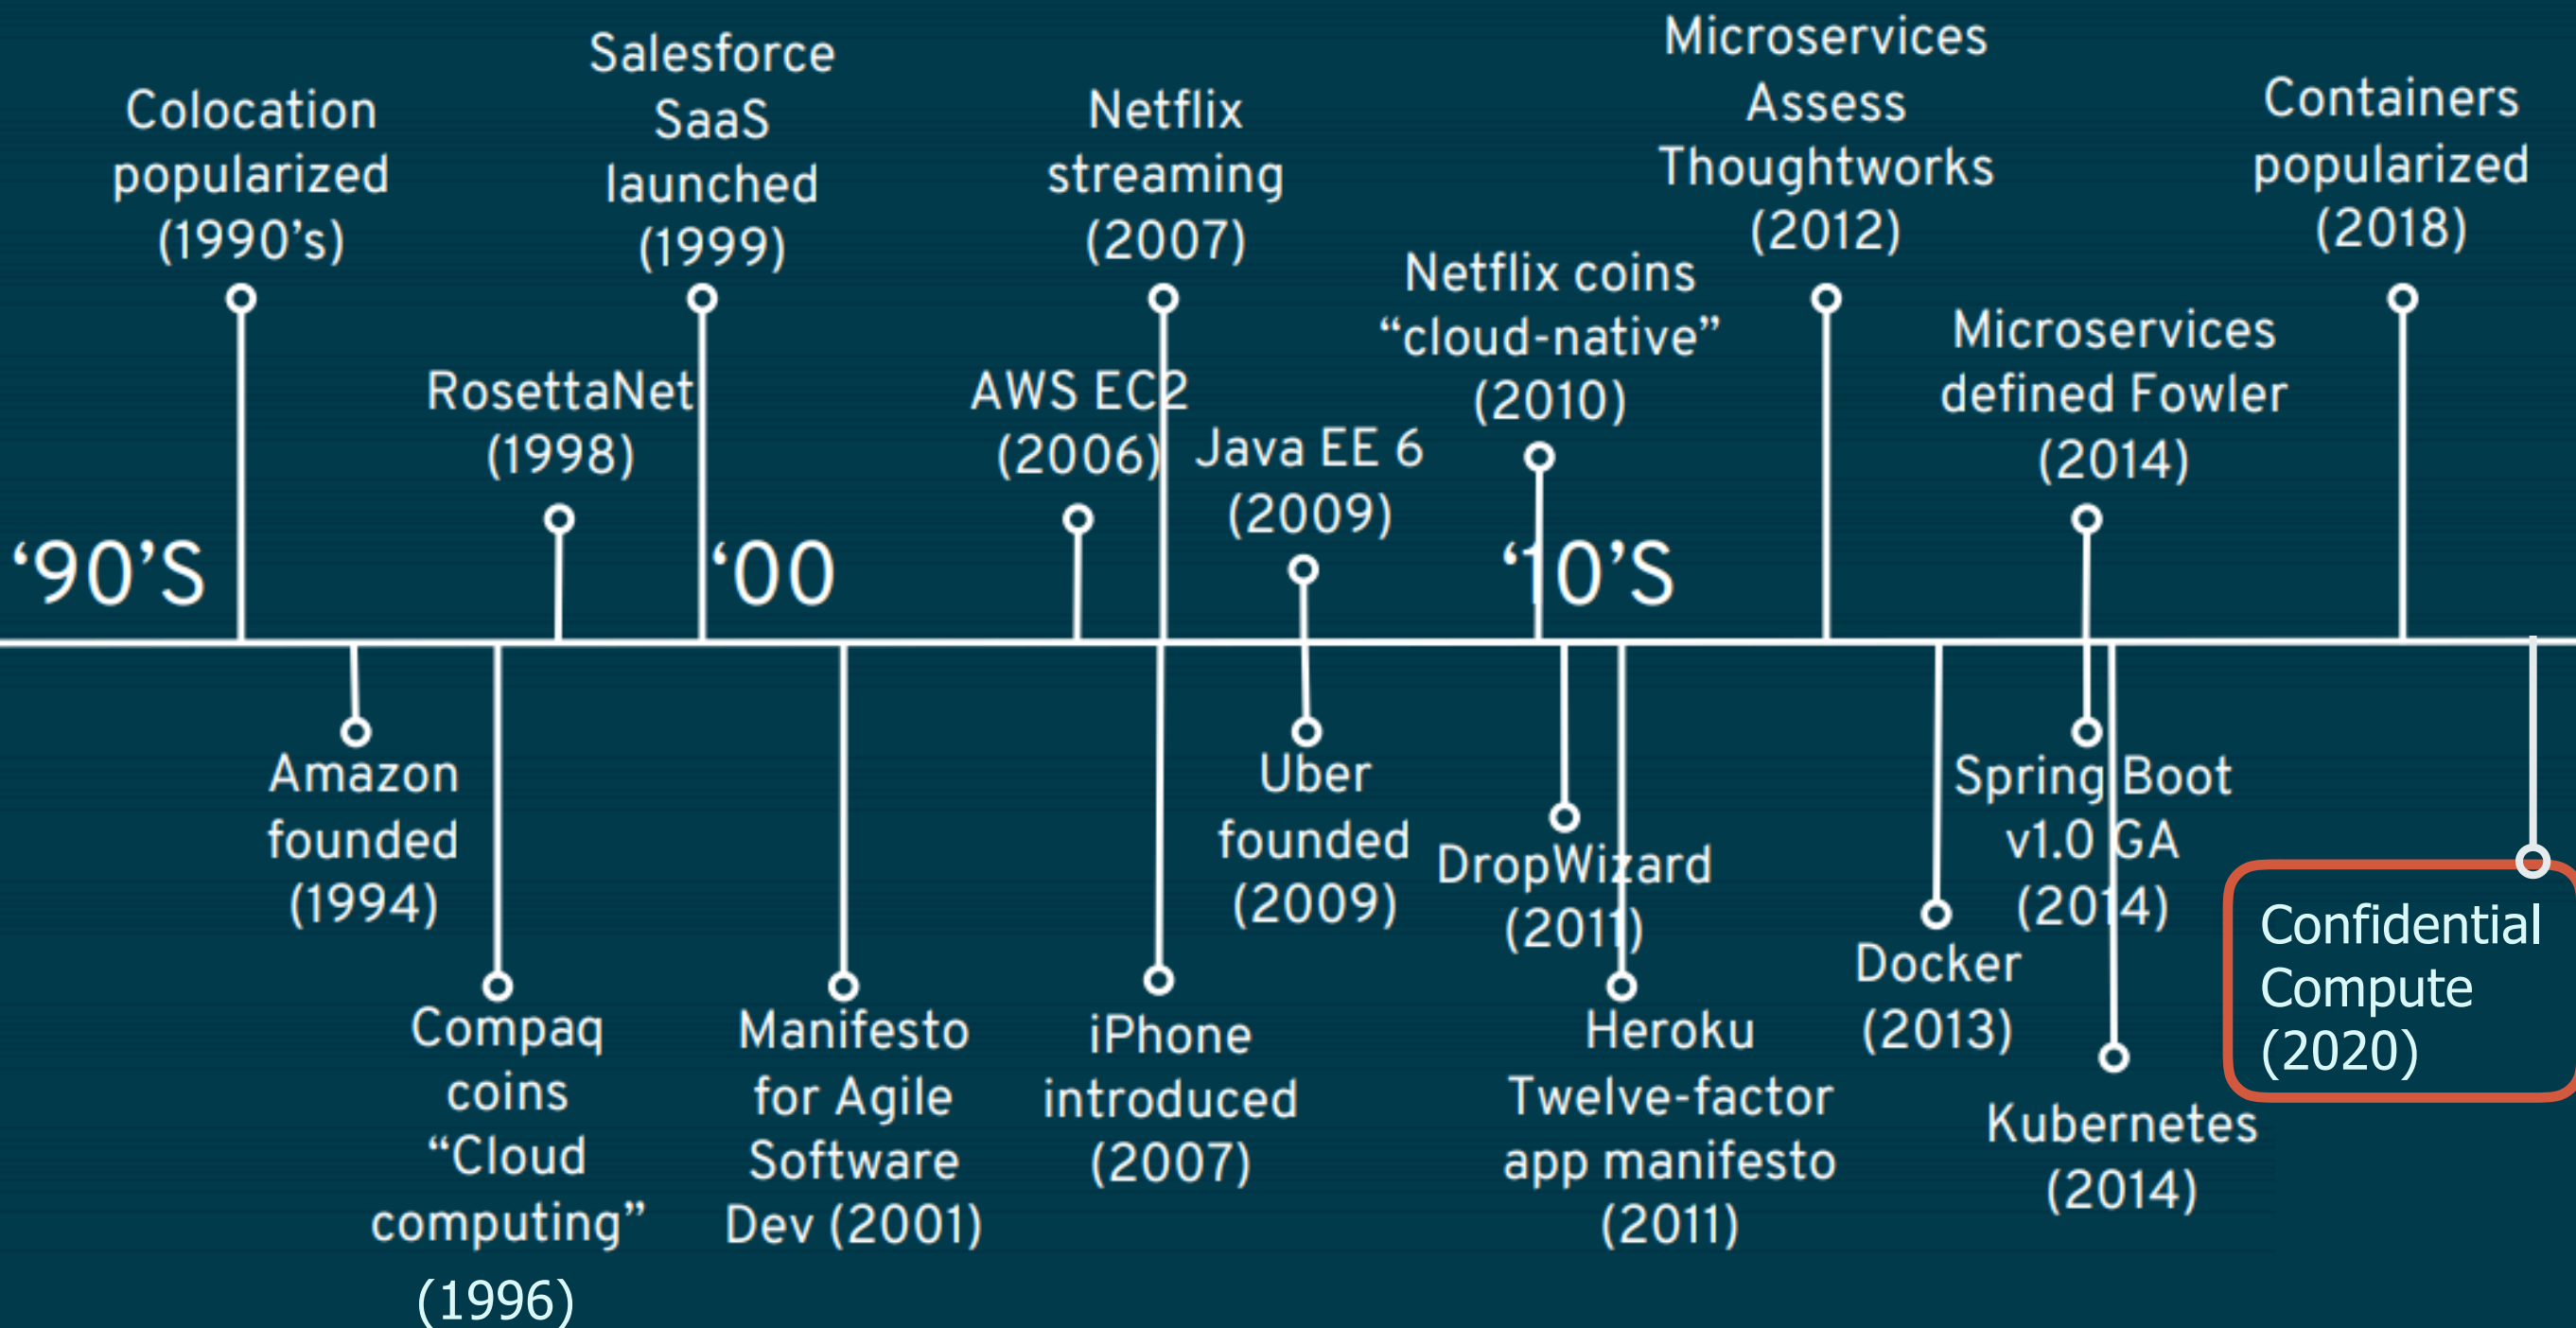 Colocation
popularized
(1990’s)
Salesforce
SaaS
launched
(1999)
Netflix
streaming
(2007)
Microservices
Assess
Thoughtworks
(2012)
Containers
popularized
(2018)
RosettaNet
(1998)
AWS EC2
(2006)
Java EE 6
(2009)
Netflix coins
“cloud-native”
(2010)
Microservices
defined Fowler
(2014)
‘90’S
‘00
‘10’S
Amazon
founded
(1994)
Compaq
coins
“Cloud
computing”
(1996)
Manifesto
for Agile
Software
Dev (2001)
iPhone
introduced
(2007)
Uber
founded
(2009)
DropWizard
(2011)
Heroku
Twelve-factor
app manifesto
(2011)
Docker
(2013)
Spring Boot
v1.0 GA
(2014)
Kubernetes
(2014)
Confidential
Compute
(2020)